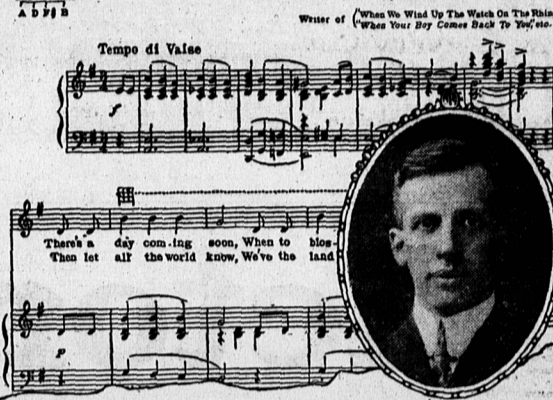 A D F# B
Writer of {"When We Wind Up The Watch On The Rhin
"When Your Boy Comes Back To You," etc.
Tempo di Valse
f
There's a day com-ing soon, When to blos-
Then let all the world know, We've the land
p